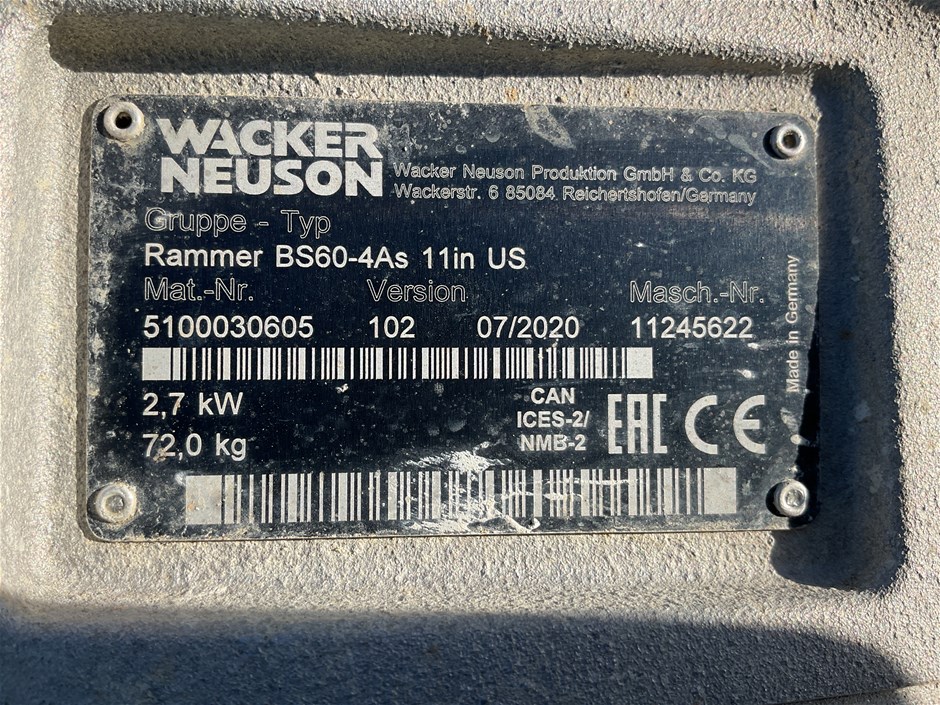 WACKER
NEUSON
Wacker Neuson Produktion GmbH & Co. KG
Wackerstr. 6 85084 Reichertshofen/Germany
Gruppe - Typ
Rammer BS60-4As 11in US
Mat.-Nr. Version Masch.-Nr.
5100030605 102 07/2020 11245622
2,7 kW
72,0 kg
CAN
ICES-2/
NMB-2
EAC CE
Made in Germany